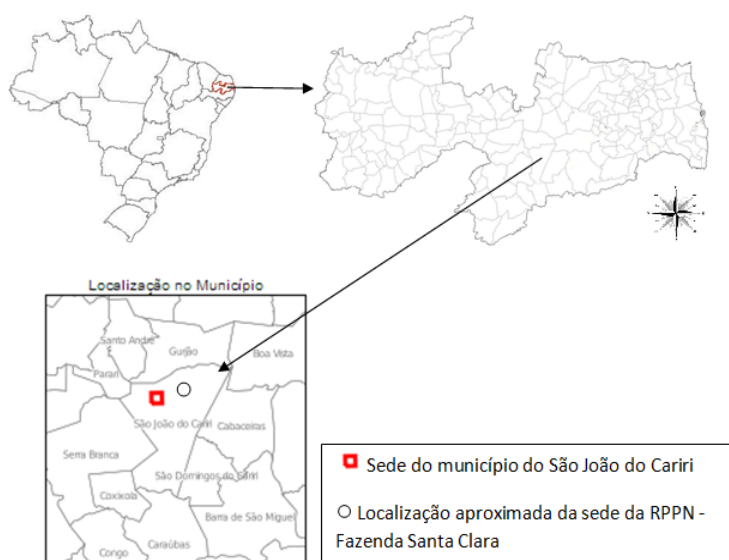 Localização no Município
Santo André
Gurjão
Boa Vista
Parari
São João do Cariri
Cabaceiras
Serra Branca
São Domingos do Cariri
Coxixola
Barra de São Miguel
Caraúbas
Congo
Sede do município do São João do Cariri
Localização aproximada da sede da RPPN -
Fazenda Santa Clara